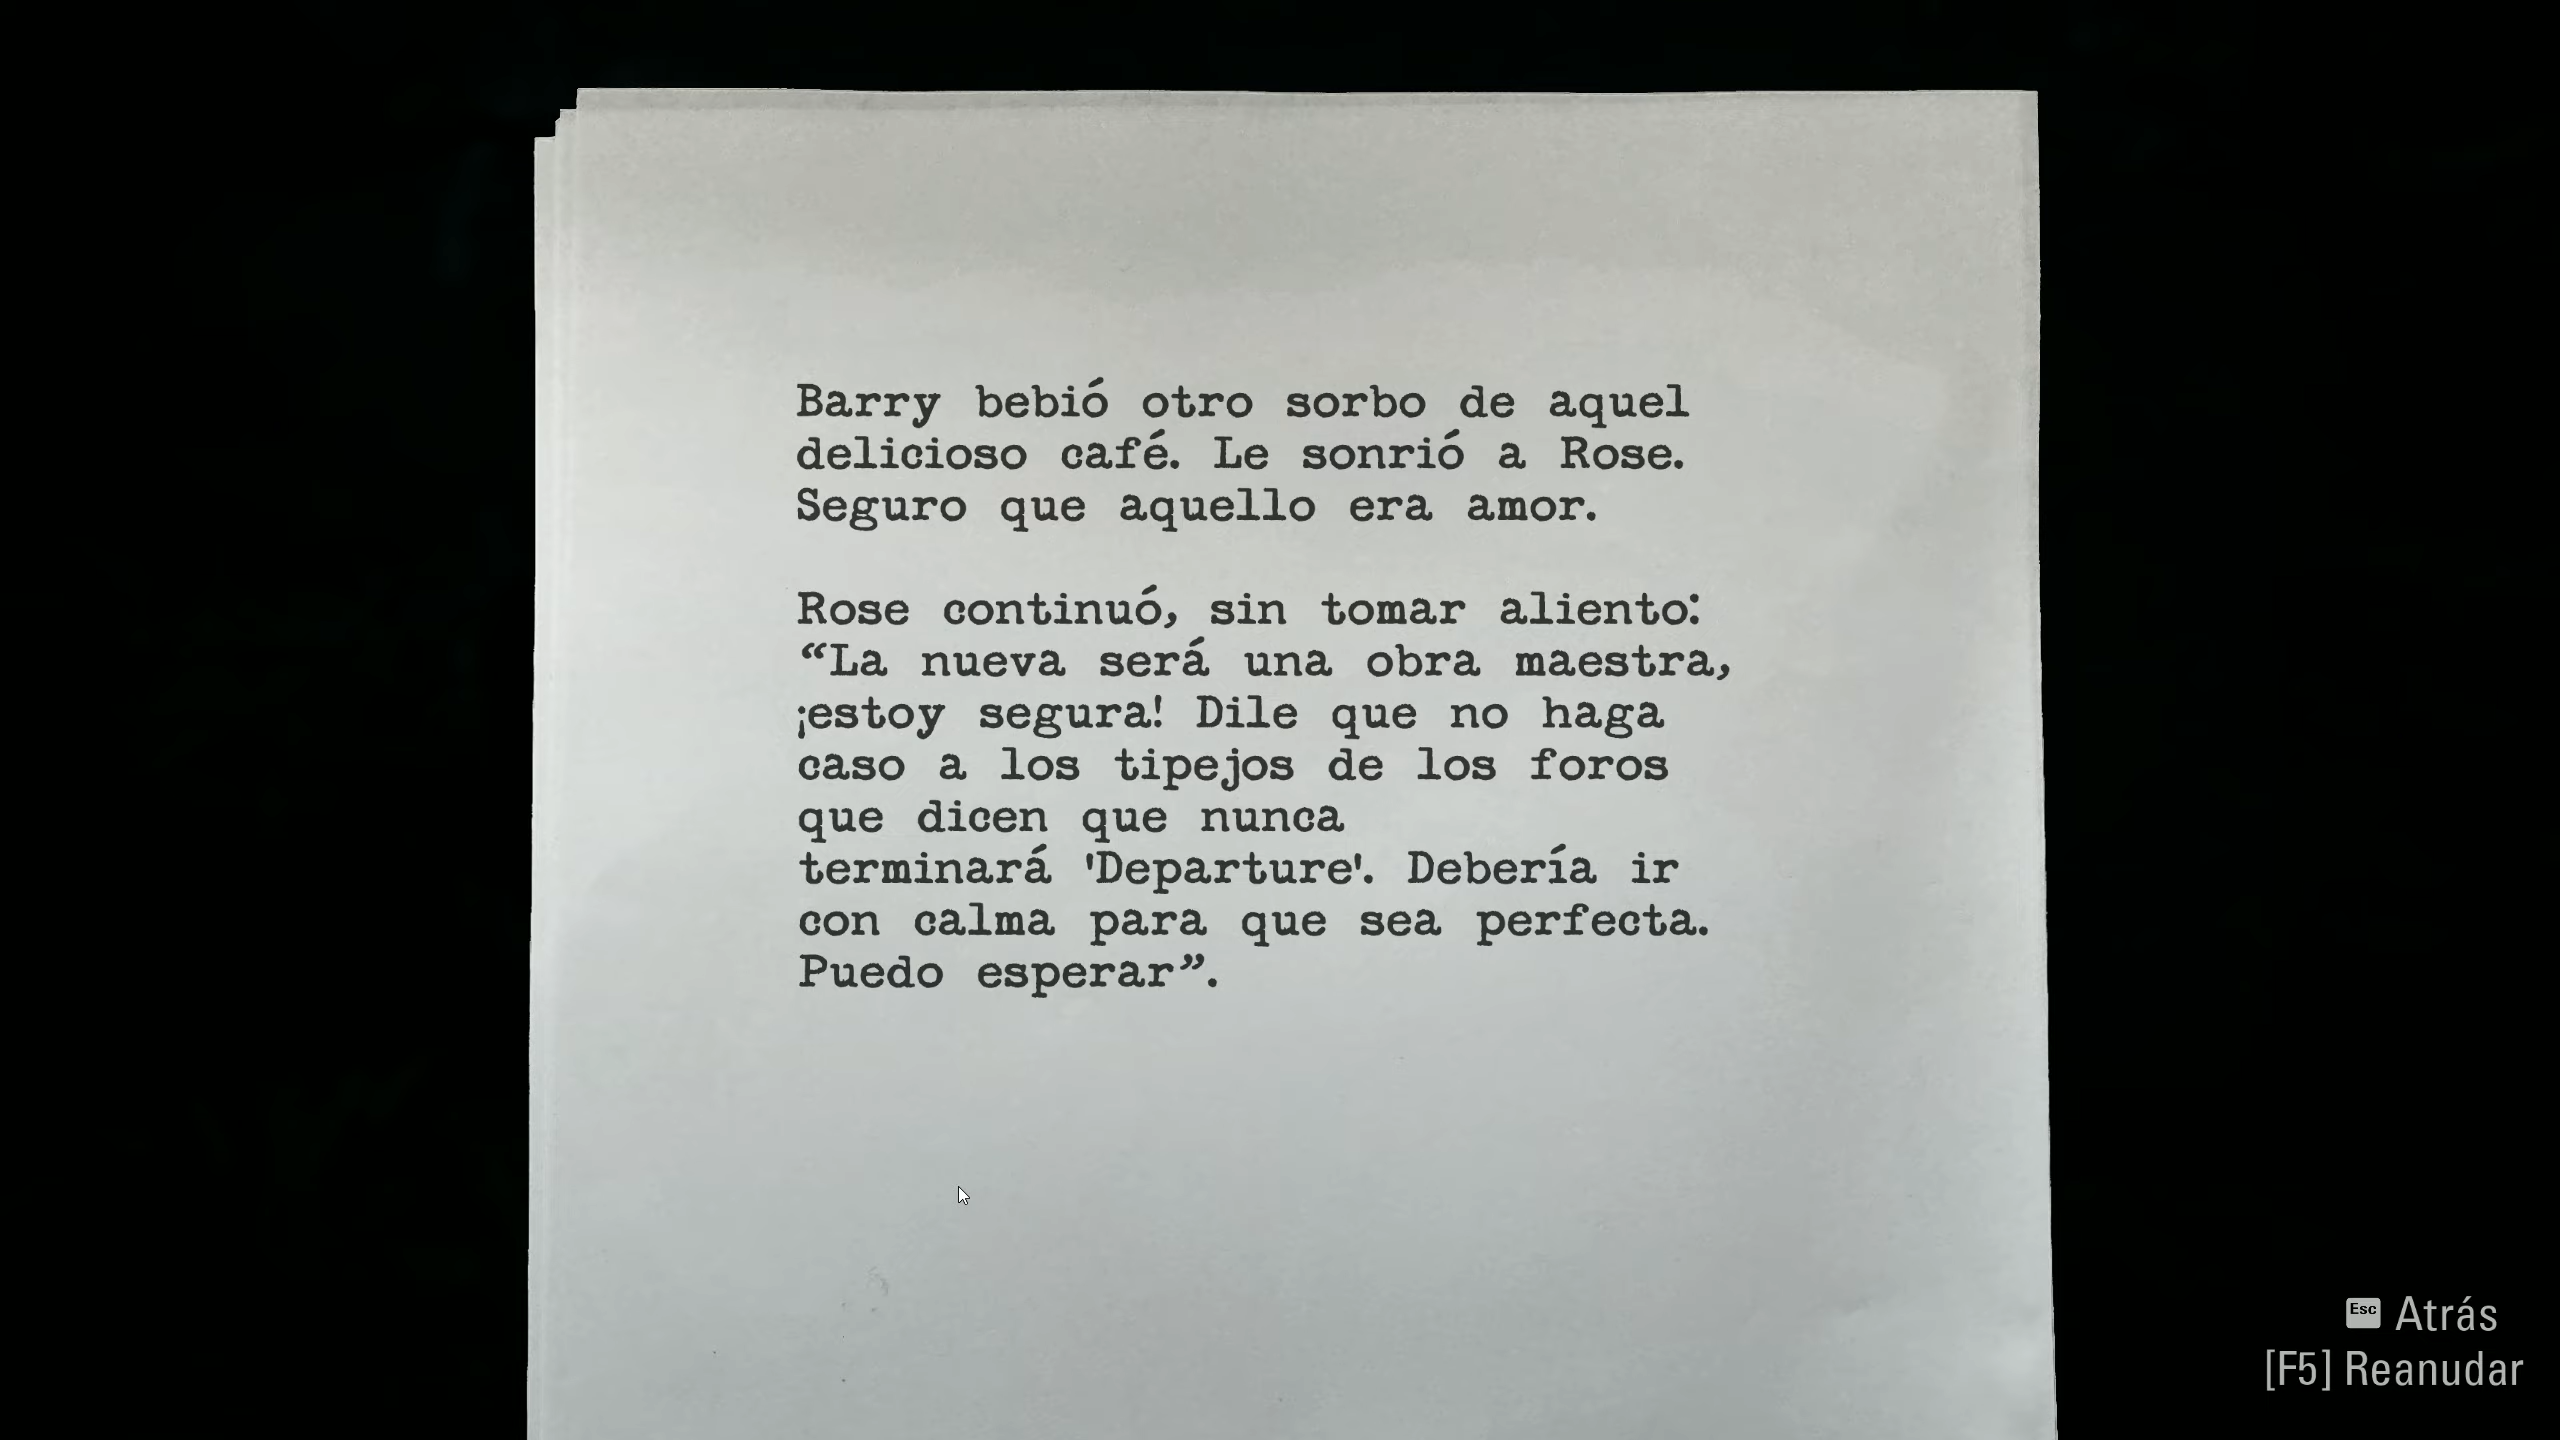 Barry bebió otro sorbo de aquel
delicioso café. Le sonrió a Rose.
Seguro que aquello era amor.
Rose continuó, sin tomar aliento:
“La nueva será una obra maestra,
¡estoy segura! Dile que no haga
caso a los tipejos de los foros
que dicen que nunca
terminará 'Departure'. Debería ir
con calma para que sea perfecta.
Puedo esperar”.
Esc Atrás
[F5] Reanudar